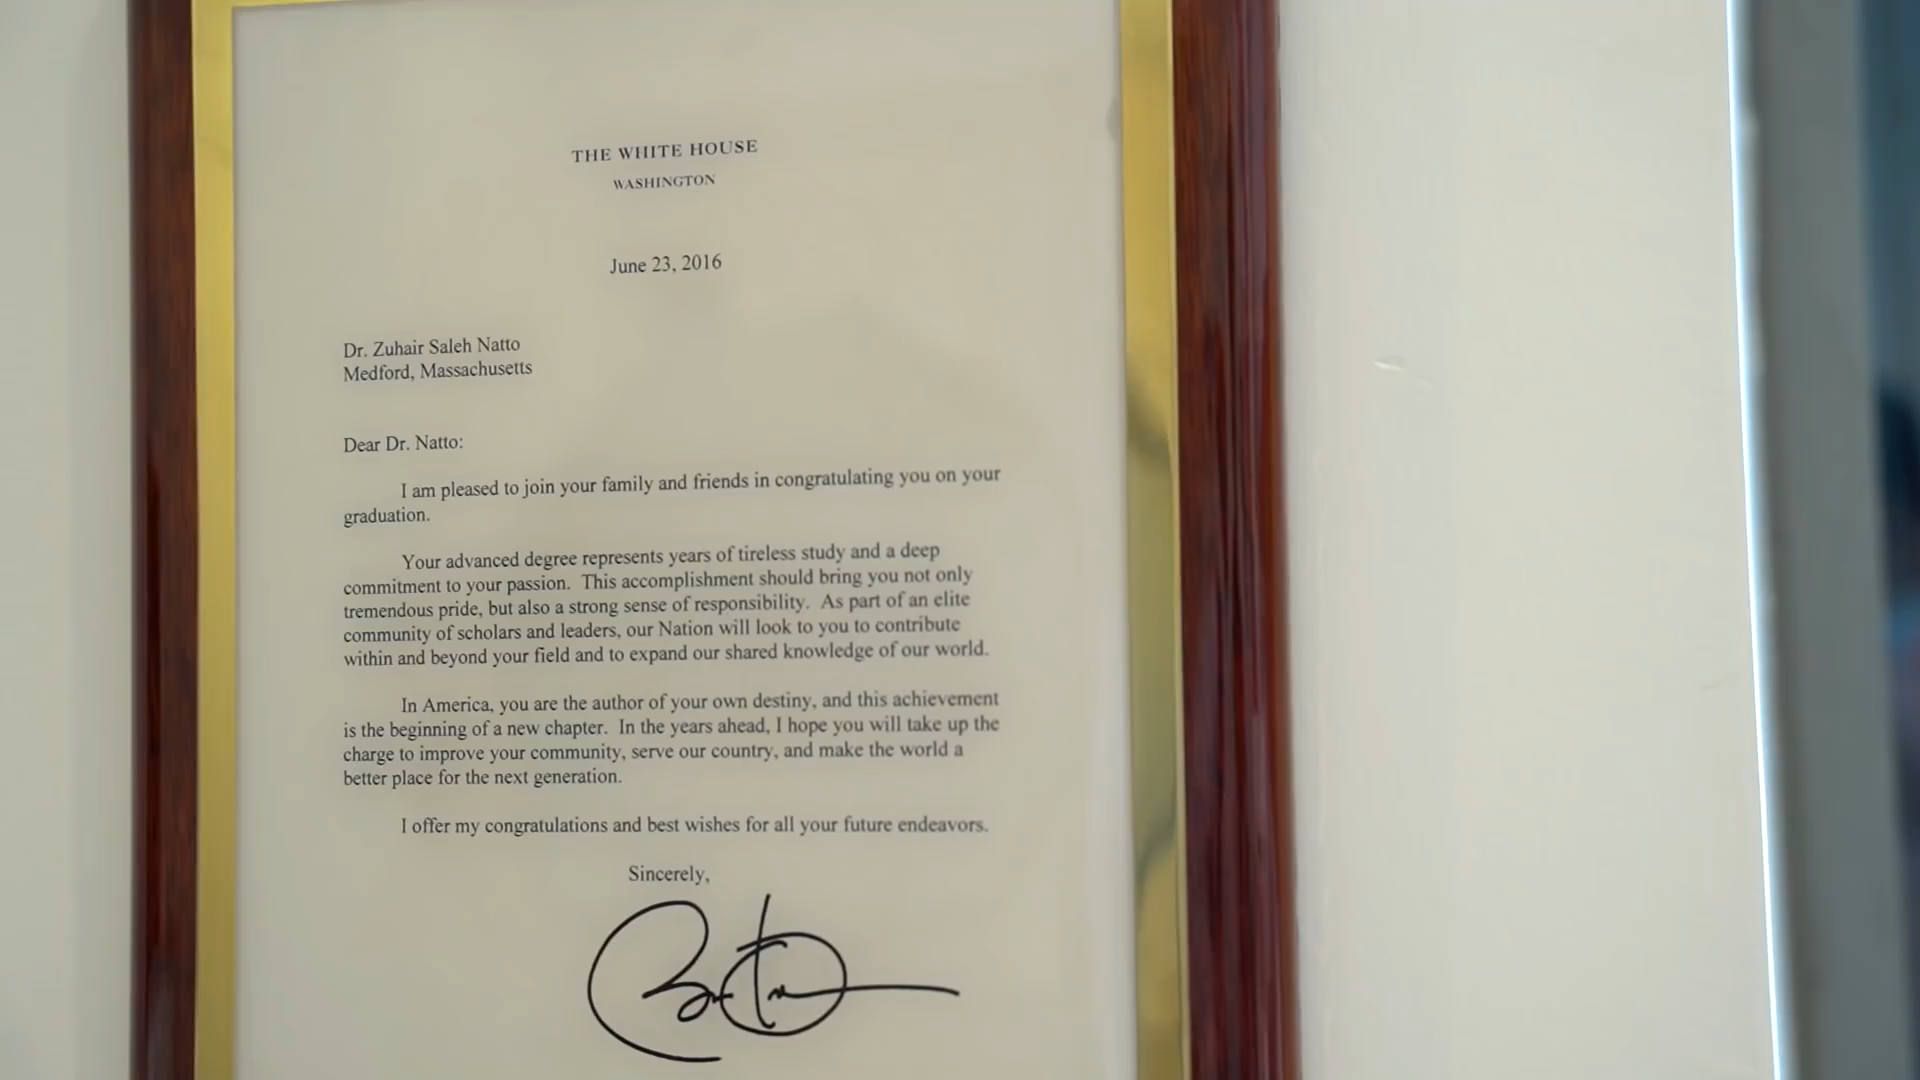 THE WHITE HOUSE
WASHINGTON
June 23, 2016
Dr. Zuhair Saleh Natto
Medford, Massachusetts
Dear Dr. Natto:
I am pleased to join your family and friends in congratulating you on your
graduation.
Your advanced degree represents years of tireless study and a deep
commitment to your passion. This accomplishment should bring you not only
tremendous pride, but also a strong sense of responsibility. As part of an elite
community of scholars and leaders, our Nation will look to you to contribute
within and beyond your field and to expand our shared knowledge of our world.
In America, you are the author of your own destiny, and this achievement
is the beginning of a new chapter. In the years ahead, I hope you will take up the
charge to improve your community, serve our country, and make the world a
better place for the next generation.
I offer my congratulations and best wishes for all your future endeavors.
Sincerely,